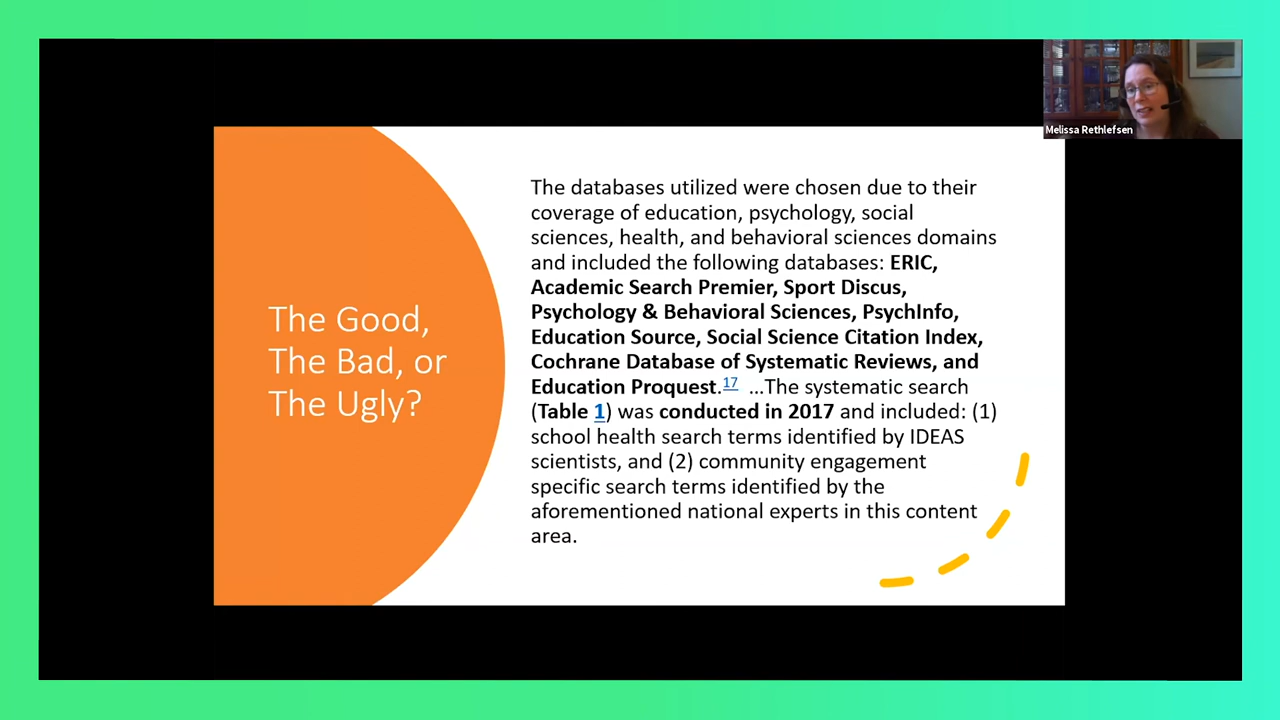 Melissa Rethlefsen
The Good,
The Bad, or
The Ugly?
The databases utilized were chosen due to their
coverage of education, psychology, social
sciences, health, and behavioral sciences domains
and included the following databases: ERIC,
Academic Search Premier, Sport Discus,
Psychology & Behavioral Sciences, PsychInfo,
Education Source, Social Science Citation Index,
Cochrane Database of Systematic Reviews, and
Education Proquest.17 ...The systematic search
(Table 1) was conducted in 2017 and included: (1)
school health search terms identified by IDEAS
scientists, and (2) community engagement
specific search terms identified by the
aforementioned national experts in this content
area.